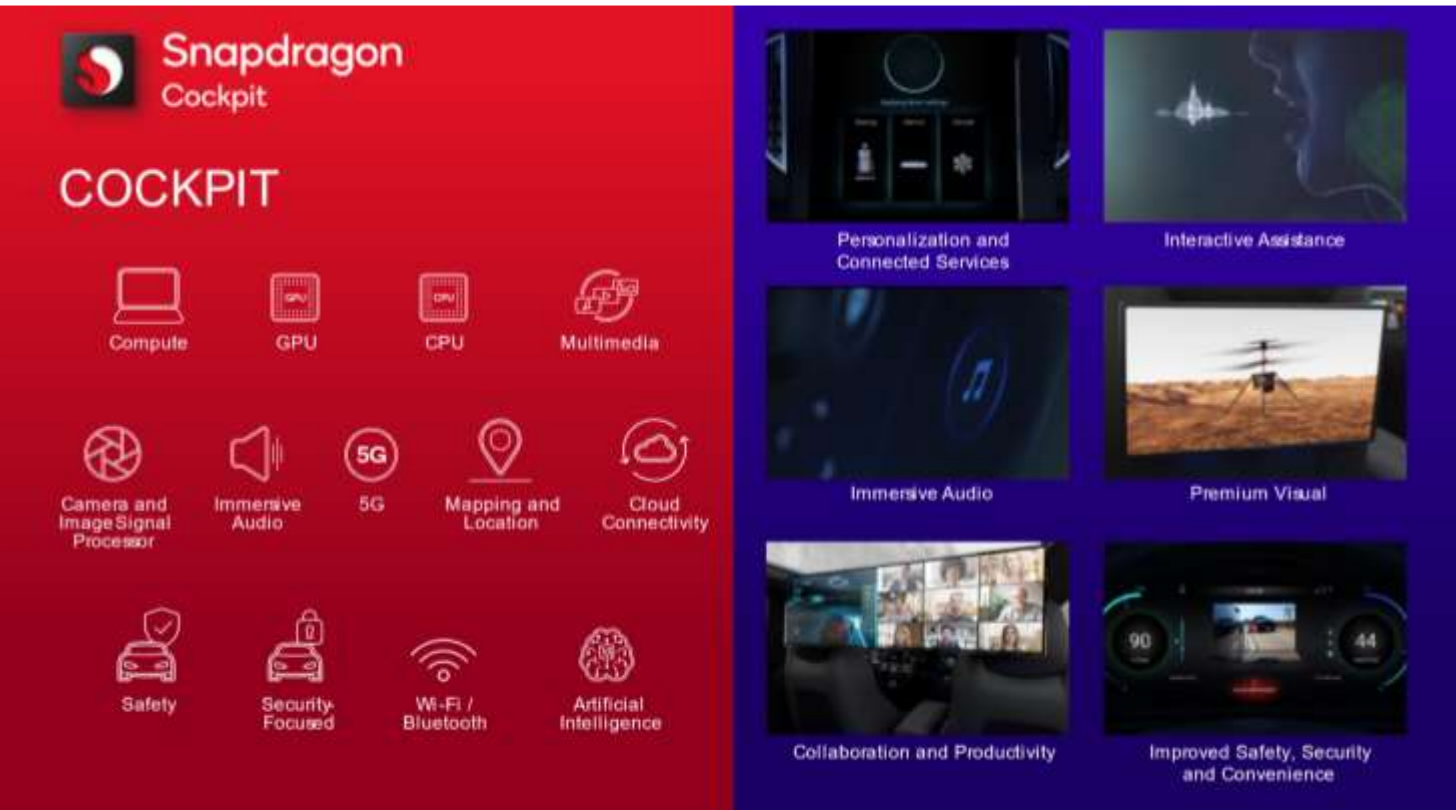 Snapdragon
Cockpit
COCKPIT
Compute
GPU
GPU
CPU
CPU
Multimedia
Camera and
Image Signal
Processor
Immersive
Audio
5G
5G
Mapping and
Location
Cloud
Connectivity
Safety
Security-
Focused
Wi-Fi /
Bluetooth
Artificial
Intelligence
Personalization and
Connected Services
Interactive Assistance
Immersive Audio
Premium Visual
Collaboration and Productivity
90
44
Improved Safety, Security
and Convenience